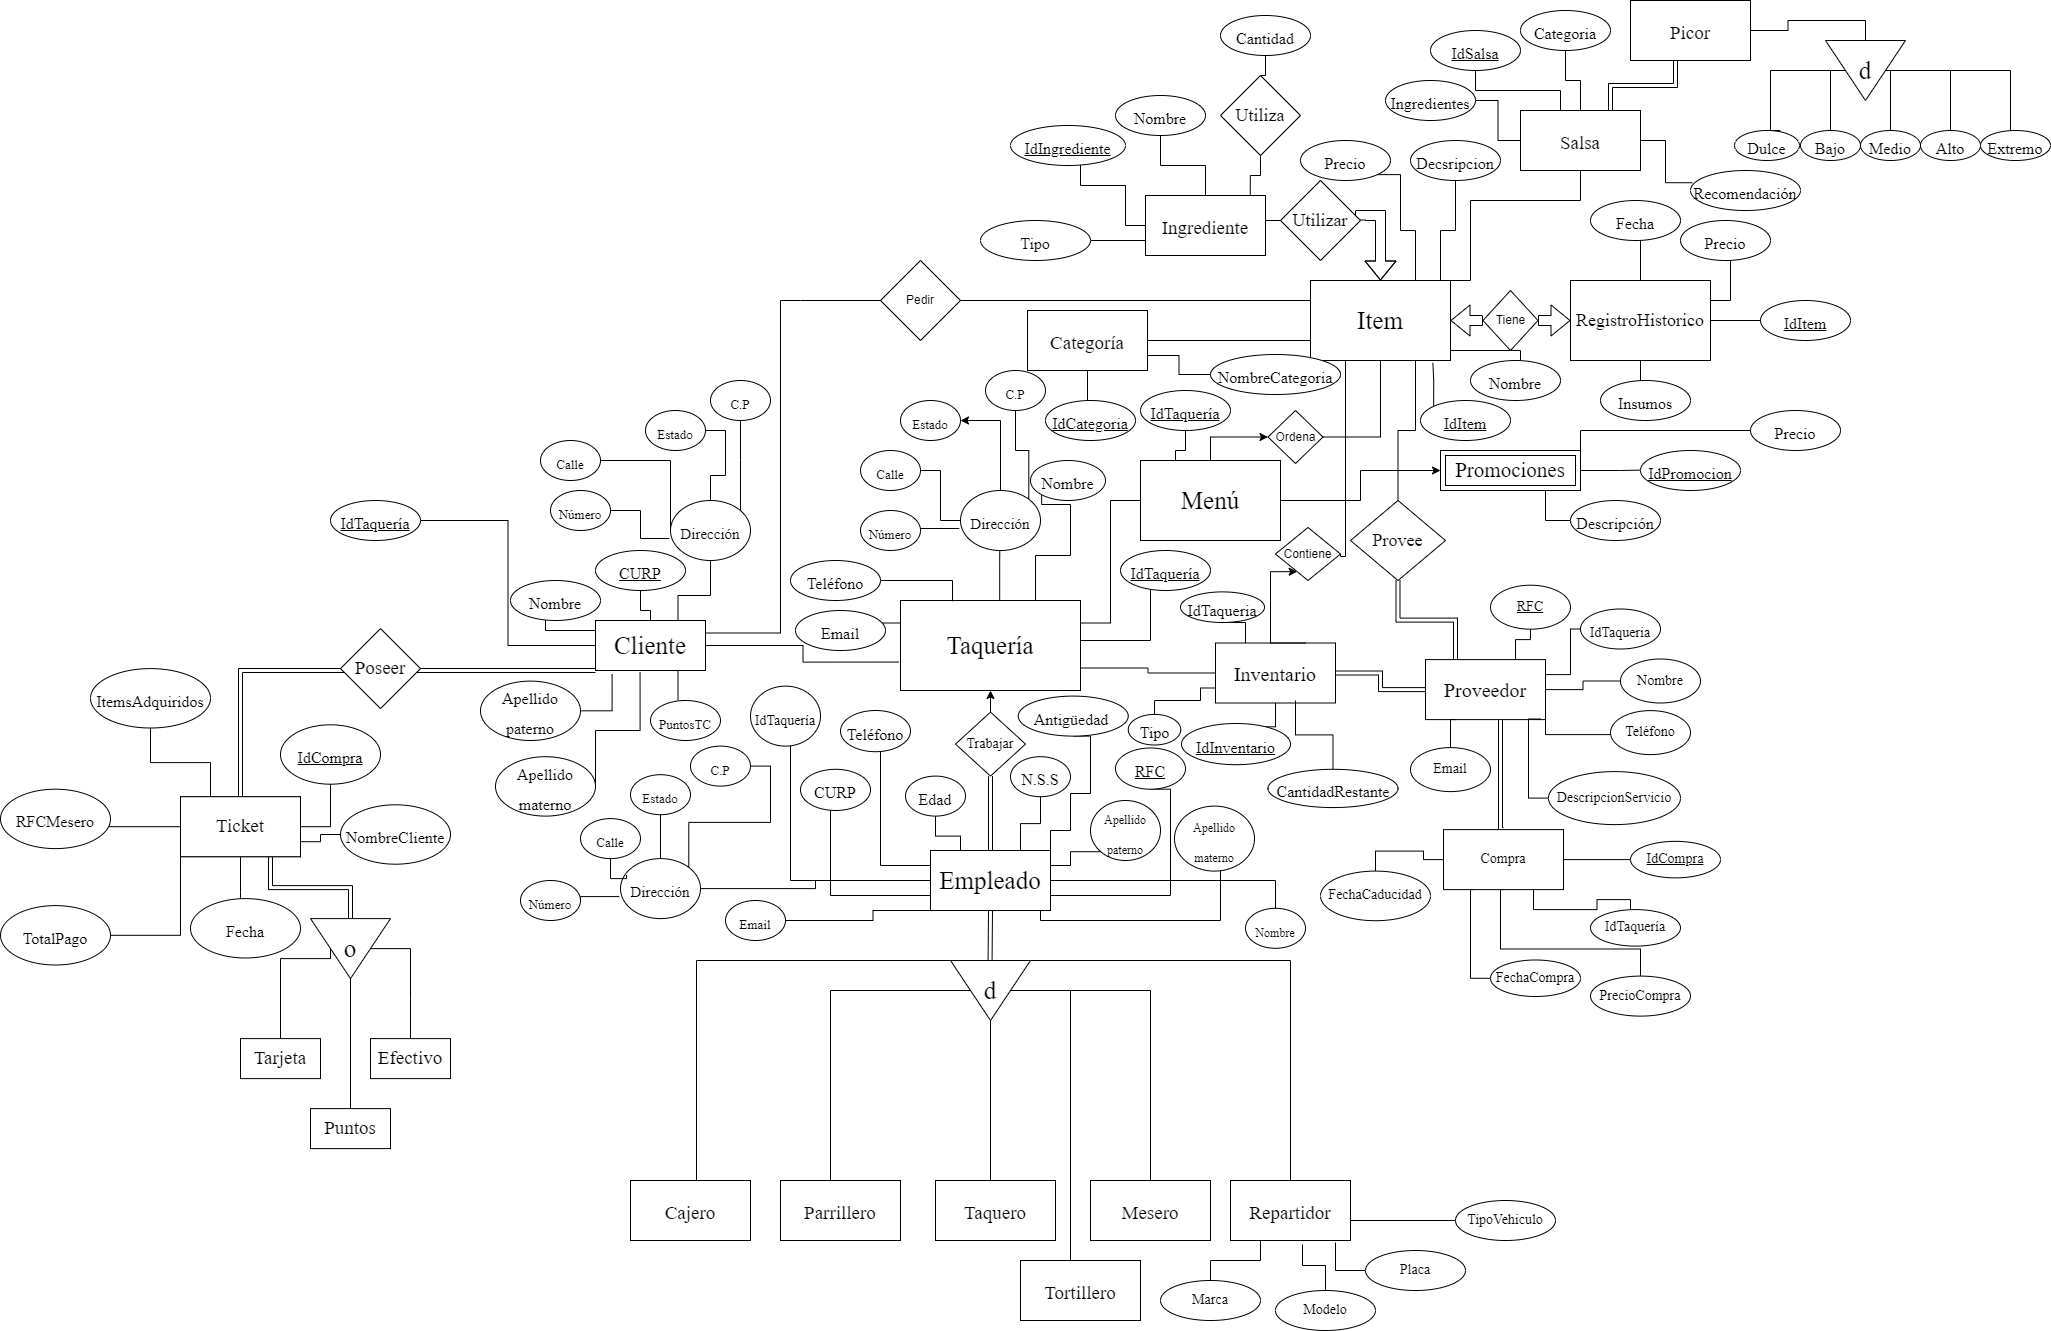 Picor
Categoria
Cantidad
IdSalsa
d
Ingredientes
Utiliza
Nombre
Salsa
Dulce
Bajo
Medio
Alto
Extremo
IdIngrediente
Precio
Decsripcion
Recomendación
Ingrediente
Utilizar
Fecha
Tipo
Precio
Pedir
Item
Tiene
RegistroHistorico
IdItem
Categoría
NombreCategoria
Nombre
C.P
C.P
Insumos
Estado
IdCategoria
IdTaquería
IdItem
Estado
Ordena
Precio
Calle
Calle
Nombre
Menú
Promociones
IdPromocion
Número
Dirección
IdTaquería
Dirección
Número
Descripción
Contiene
Provee
CURP
Teléfono
IdTaquería
Nombre
IdTaqueria
RFC
Email
IdTaqueria
Cliente
Taquería
Poseer
Inventario
Proveedor
Nombre
ItemsAdquiridos
Apellido
paterno
PuntosTC
IdTaquería
Antigüedad
Tipo
Teléfono
Teléfono
Trabajar
IdInventario
IdCompra
Apellido
materno
C.P
CURP
N.S.S
RFC
Email
Estado
Edad
CantidadRestante
DescripcionServicio
RFCMesero
Ticket
NombreCliente
Calle
Apellido
paterno
Apellido
materno
Compra
IdCompra
Empleado
Dirección
Número
FechaCaducidad
Email
Nombre
IdTaquería
TotalPago
Fecha
o
d
FechaCompra
PrecioCompra
Tarjeta
Efectivo
Puntos
Cajero
Parrillero
Taquero
Mesero
Repartidor
TipoVehiculo
Placa
Tortillero
Marca
Modelo